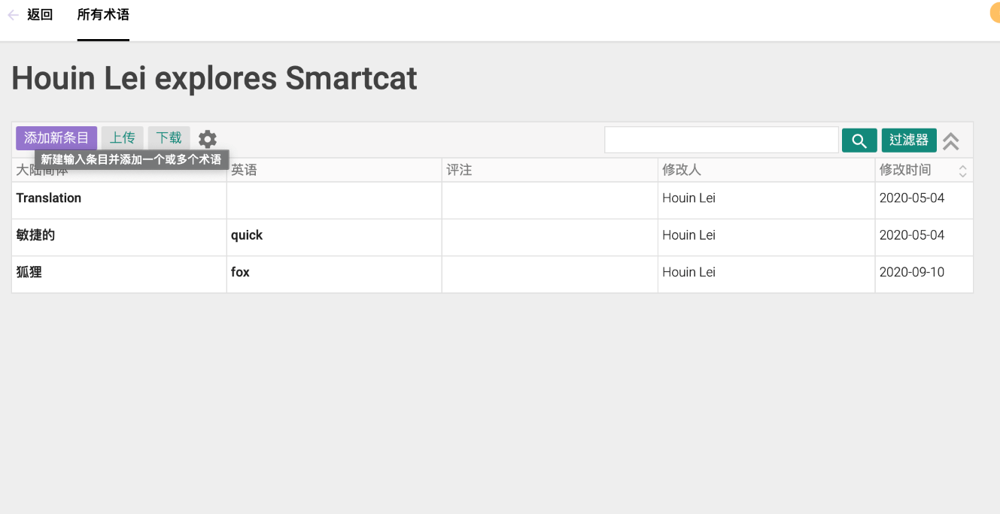 返回 所有术语
Houin Lei explores Smartcat
添加新条目 上传 下载 过滤器
新建输入条目并添加一个或多个术语
大陆简体 英语 评注 修改人 修改时间
Translation Houin Lei 2020-05-04
敏捷的 quick Houin Lei 2020-05-04
狐狸 fox Houin Lei 2020-09-10